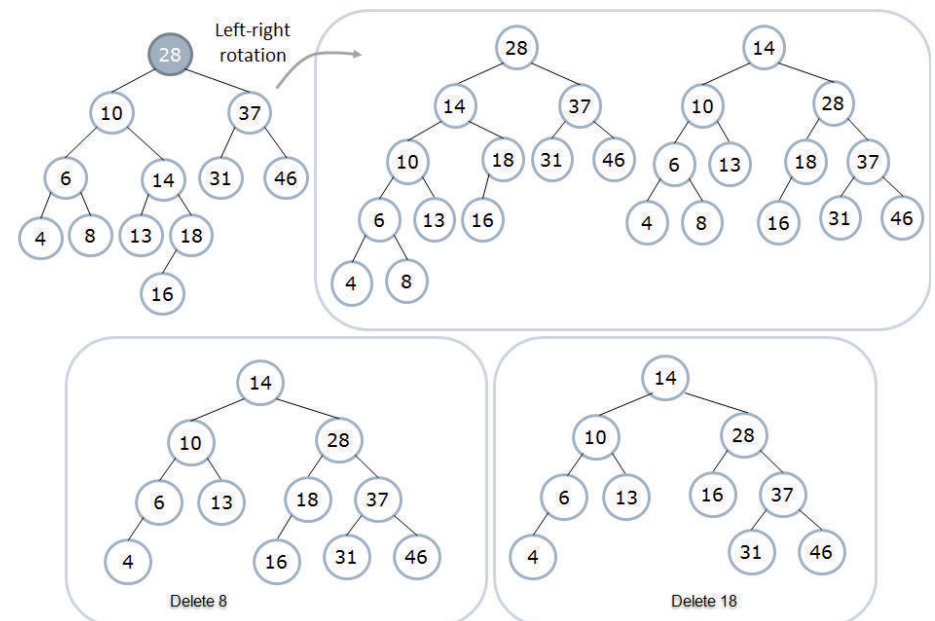 Left-right
rotation
28
10 37
6 14 31 46
4 8 13 18
16
28
14 37
10 18 31 46
6 13 16
4 8
14
10 28
6 13 18 37
4 8 16 31 46
14
10 28
6 13 18 37
4 16 31 46
Delete 8
14
10 28
6 13 16 37
4 31 46
Delete 18